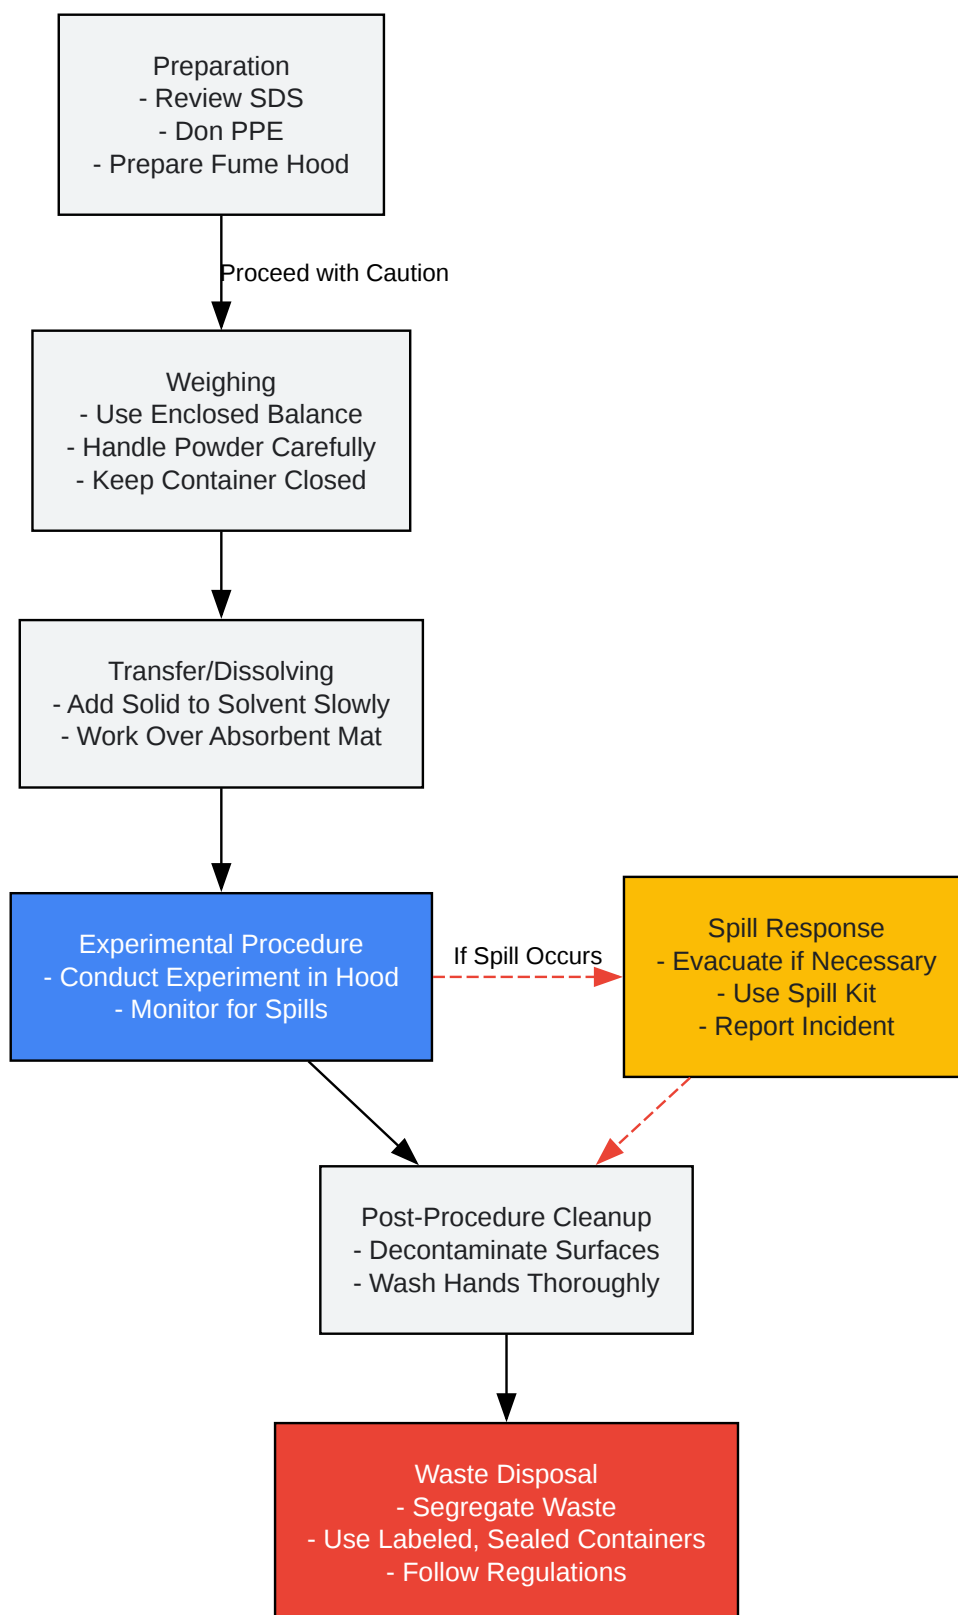 Preparation
- Review SDS
- Don PPE
- Prepare Fume Hood
Proceed with Caution
Weighing
- Use Enclosed Balance
- Handle Powder Carefully
- Keep Container Closed
Transfer/Dissolving
- Add Solid to Solvent Slowly
- Work Over Absorbent Mat
Experimental Procedure
- Conduct Experiment in Hood
- Monitor for Spills
If Spill Occurs
Spill Response
- Evacuate if Necessary
- Use Spill Kit
- Report Incident
Post-Procedure Cleanup
- Decontaminate Surfaces
- Wash Hands Thoroughly
Waste Disposal
- Segregate Waste
- Use Labeled, Sealed Containers
- Follow Regulations